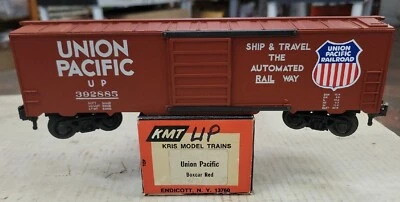 UNION
PACIFIC
U P
392885
SHIP & TRAVEL
THE
AUTOMATED
RAIL WAY
UNION
PACIFIC
RAILROAD
KMT UP
KRIS MODEL TRAINS
Union Pacific
Boxcar Red
ENDICOTT, N. Y. 13760